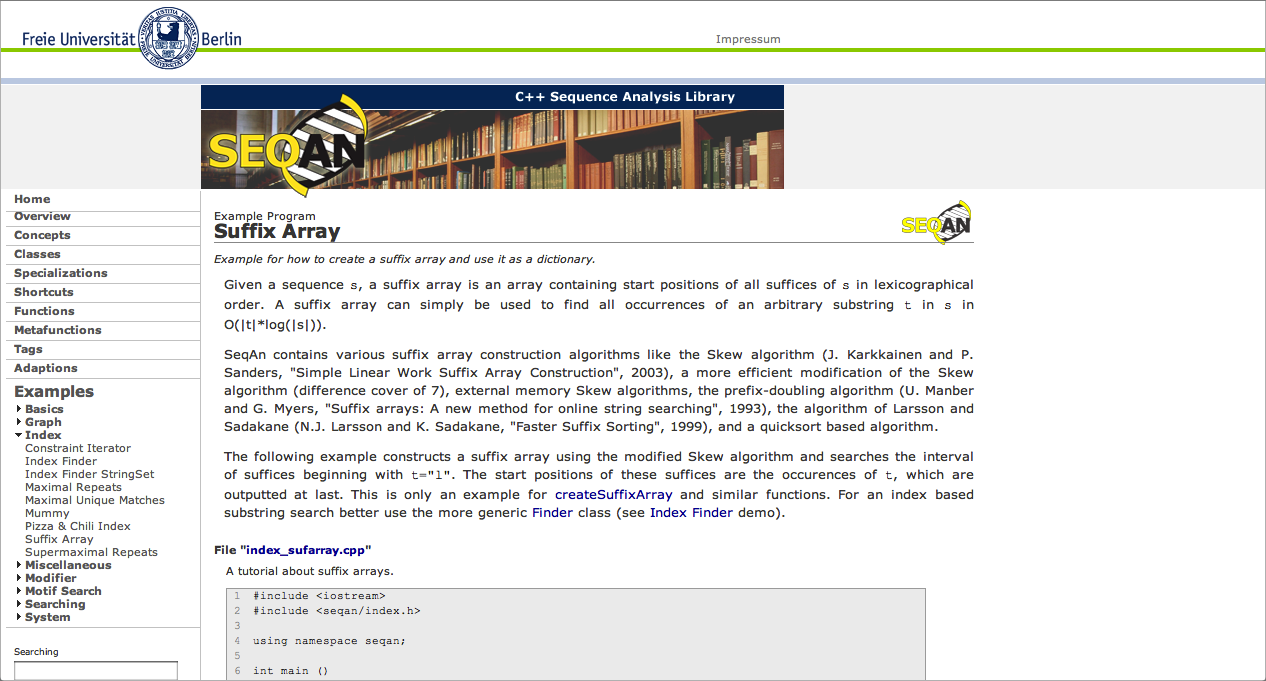 Freie Universität Berlin
Impressum
C++ Sequence Analysis Library
SEQAN
Home
Overview
Concepts
Classes
Specializations
Shortcuts
Functions
Metafunctions
Tags
Adaptions
Examples
Basics
Graph
Index
Constraint Iterator
Index Finder
Index Finder StringSet
Maximal Repeats
Maximal Unique Matches
Mummy
Pizza & Chili Index
Suffix Array
Supermaximal Repeats
Miscellaneous
Modifier
Motif Search
Searching
System
Searching
Example Program
Suffix Array
SEQAN
Example for how to create a suffix array and use it as a dictionary.
Given a sequence s, a suffix array is an array containing start positions of all suffices of s in lexicographical
order. A suffix array can simply be used to find all occurrences of an arbitrary substring t in s in
O(|t|*log(|s|)).
SeqAn contains various suffix array construction algorithms like the Skew algorithm (J. Karkkainen and P.
Sanders, "Simple Linear Work Suffix Array Construction", 2003), a more efficient modification of the Skew
algorithm (difference cover of 7), external memory Skew algorithms, the prefix-doubling algorithm (U. Manber
and G. Myers, "Suffix arrays: A new method for online string searching", 1993), the algorithm of Larsson and
Sadakane (N.J. Larsson and K. Sadakane, "Faster Suffix Sorting", 1999), and a quicksort based algorithm.
The following example constructs a suffix array using the modified Skew algorithm and searches the interval
of suffices beginning with t="l". The start positions of these suffices are the occurences of t, which are
outputted at last. This is only an example for createSuffixArray and similar functions. For an index based
substring search better use the more generic Finder class (see Index Finder demo).
File "index_sufarray.cpp"
A tutorial about suffix arrays.
1 #include <iostream>
2 #include <seqan/index.h>
3
4 using namespace seqan;
5
6 int main ()